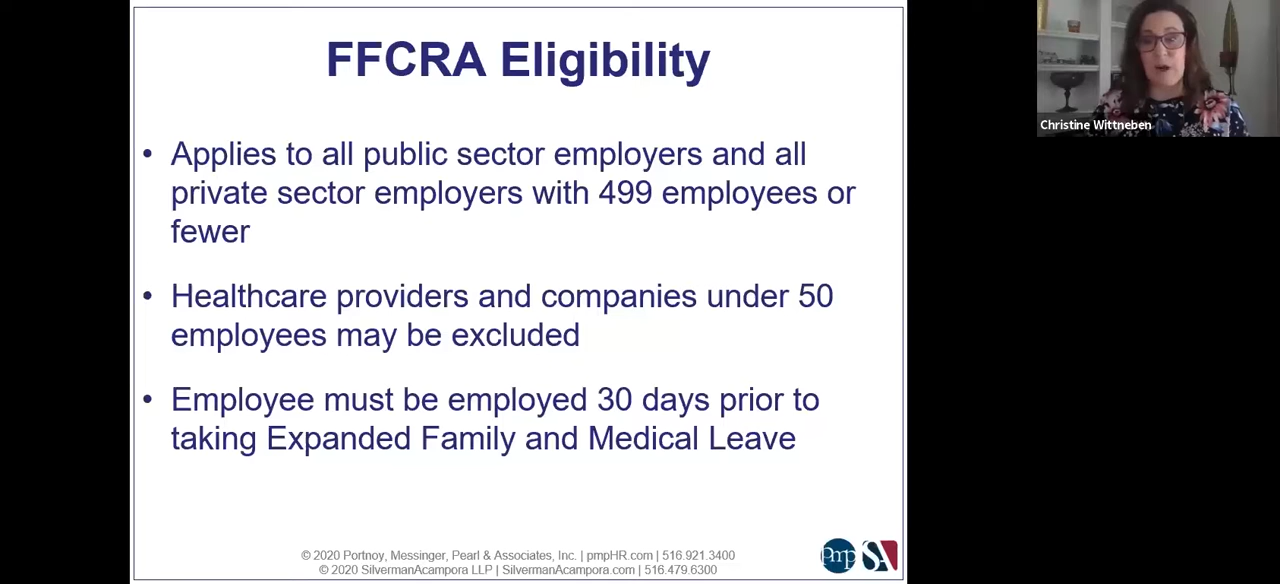 FFCRA Eligibility
• Applies to all public sector employers and all
private sector employers with 499 employees or
fewer
• Healthcare providers and companies under 50
employees may be excluded
• Employee must be employed 30 days prior to
taking Expanded Family and Medical Leave
© 2020 Portnoy, Messinger, Pearl & Associates, Inc. | pmpHR.com | 516.921.3400
© 2020 SilvermanAcampora LLP | SilvermanAcampora.com | 516.479.6300
pmp SA
Christine Wittneben